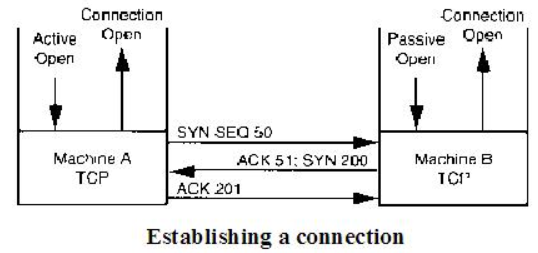 Connection
Open
Active
Open
Connection
Open
Passive
Open
SYN SEQ 50
Machine A
TCP
ACK 51; SYN 200
Machine B
TCP
ACK 201
Establishing a connection